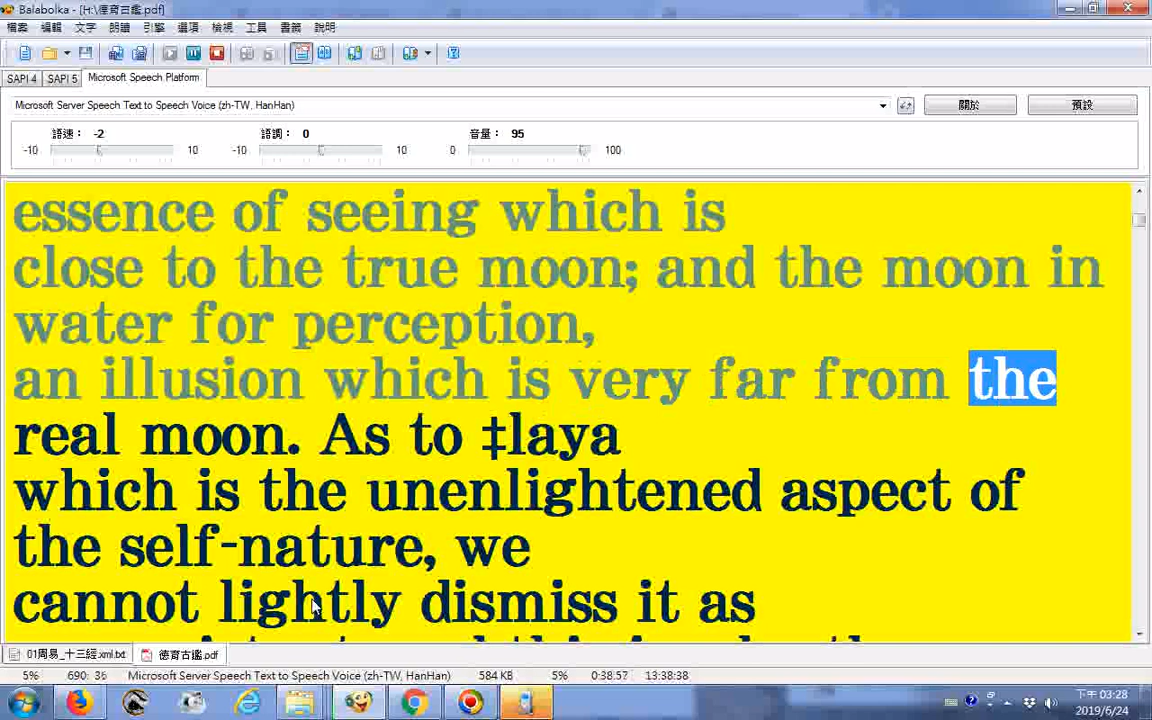 Balabolka - [H:\德育古鑑.pdf]
檔案 編輯 文字 朗讀 引擎 選項 檢視 工具 書籤 說明
SAPI 4 SAPI 5 Microsoft Speech Platform
Microsoft Server Speech Text to Speech Voice (zh-TW, HanHan) 關於 預設
語速： -2 語調： 0 音量： 95
-10 10 -10 10 0 100
essence of seeing which is
close to the true moon; and the moon in
water for perception,
an illusion which is very far from the
real moon. As to ‡laya
which is the unenlightened aspect of
the self-nature, we
cannot lightly dismiss it as
01周易_十三經.xml.txt 德育古鑑.pdf
5% 690: 36 Microsoft Server Speech Text to Speech Voice (zh-TW, HanHan) 584 KB 5% 0:38:57 13:38:38
下午 03:28
2019/6/24